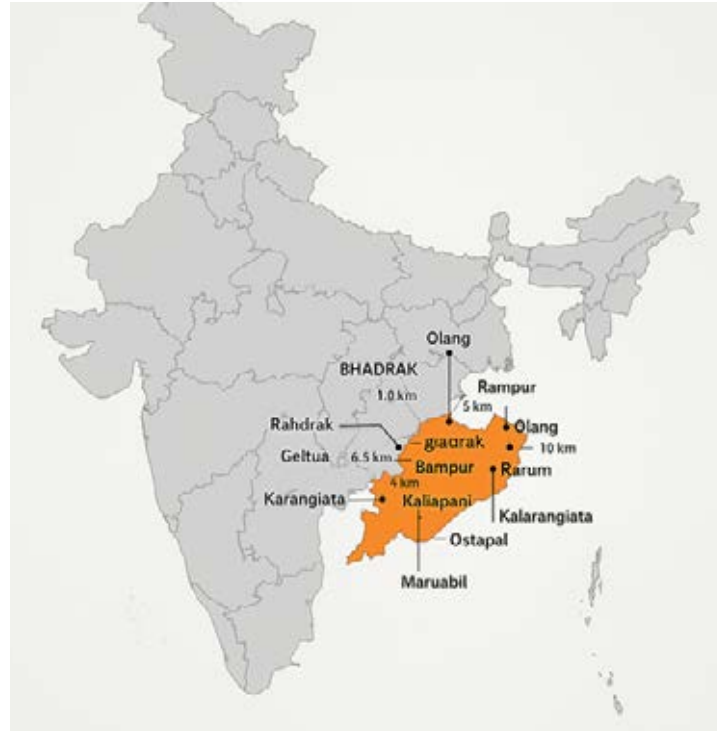 Olang
BHADRAK
1.0 km
Rampur
5 km
Rahdrak
Olang
giadrak
10 km
Geltua
6.5 km
Bampur
Rarum
4 km
Karangiata
Kaliapani
Kalarangiata
Ostapal
Maruabil